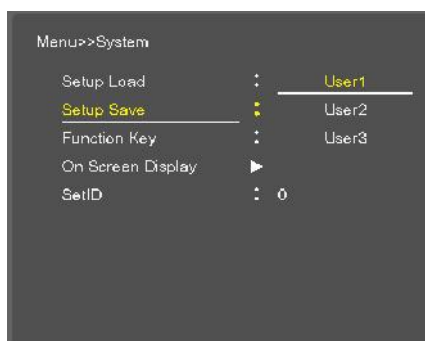 Menu>>System
Setup Load : User1
Setup Save : User2
Function Key : User3
On Screen Display ▶
SetID : 0